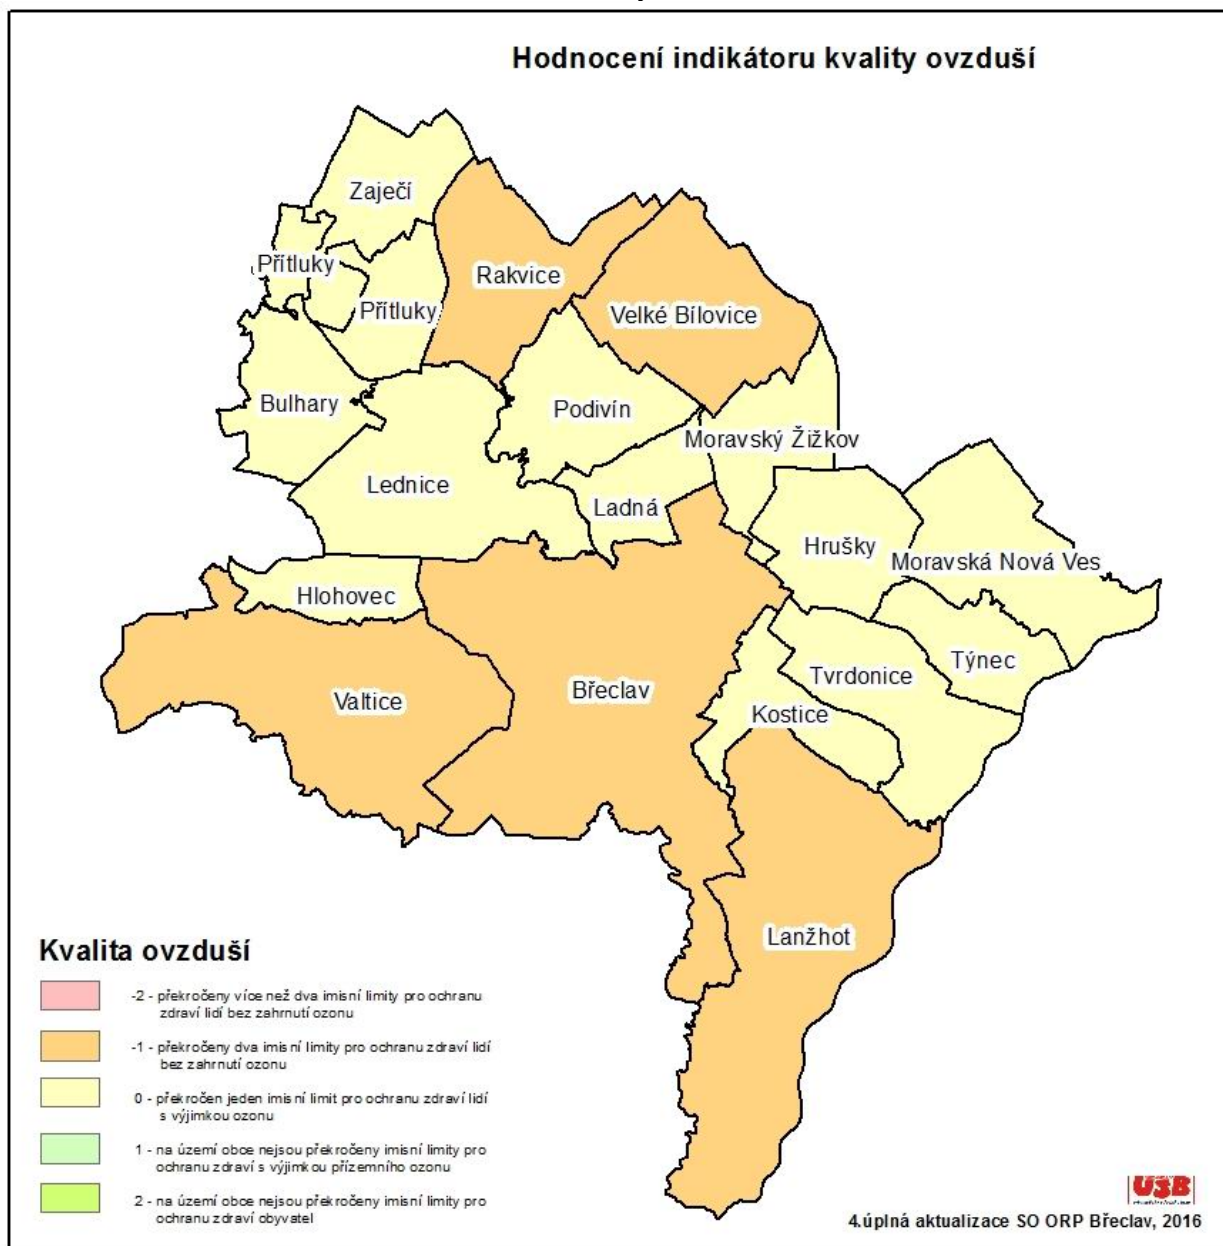 Hodnocení indikátoru kvality ovzduší
Zaječí
Přítluky
Rakvice
Přítluky
Velké Bílovice
Bulhary
Podivín
Moravský Žižkov
Lednice
Ladná
Hrušky
Moravská Nová Ves
Hlohovec
Týnec
Tvrdonice
Břeclav
Valtice
Kostice
Lanžhot
Kvalita ovzduší
-2 - překročeny více než dva imisní limity pro ochranu
zdraví lidí bez zahrnutí ozonu
-1 - překročeny dva imisní limity pro ochranu zdraví lidí
bez zahrnutí ozonu
0 - překročen jeden imisní limit pro ochranu zdraví lidí
s výjimkou ozonu
1 - na území obce nejsou překročeny imisní limity pro
ochranu zdraví s výjimkou přízemního ozonu
2 - na území obce nejsou překročeny imisní limity pro
ochranu zdraví obyvatel
USB
4.úplná aktualizace SO ORP Břeclav, 2016